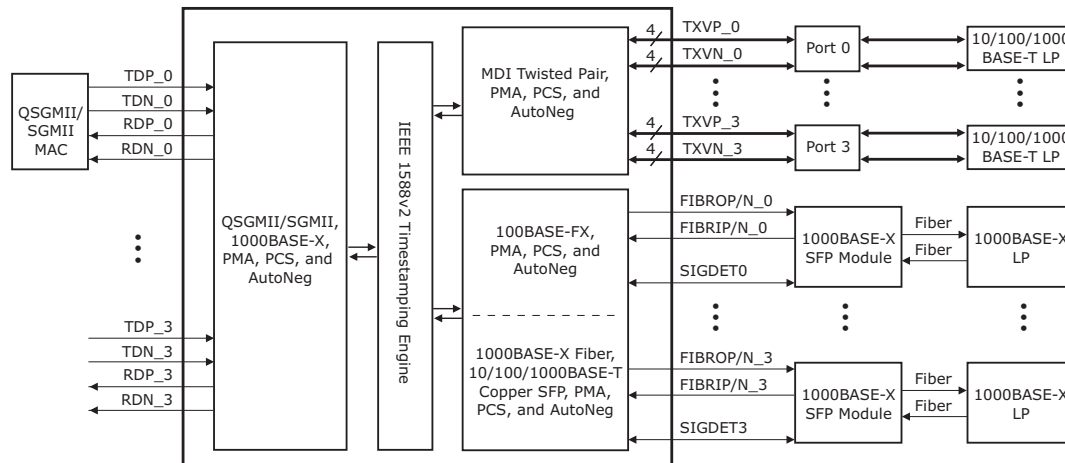 TDP_0
TDN_0
RDP_0
RDN_0
QSGMII/
SGMII
MAC
TDP_3
TDN_3
RDP_3
RDN_3
QSGMII/SGMII,
1000BASE-X,
PMA, PCS, and
AutoNeg
IEEE 1588v2 Timestamping Engine
MDI Twisted Pair,
PMA, PCS, and
AutoNeg
4 TXVP_0
4 TXVN_0
Port 0
10/100/1000
BASE-T LP
4 TXVP_3
4 TXVN_3
Port 3
10/100/1000
BASE-T LP
100BASE-FX,
PMA, PCS, and
AutoNeg
1000BASE-X Fiber,
10/100/1000BASE-T
Copper SFP, PMA,
PCS, and AutoNeg
FIBROP/N_0
FIBRIP/N_0
SIGDET0
1000BASE-X
SFP Module
Fiber
Fiber
1000BASE-X
LP
FIBROP/N_3
FIBRIP/N_3
SIGDET3
1000BASE-X
SFP Module
Fiber
Fiber
1000BASE-X
LP